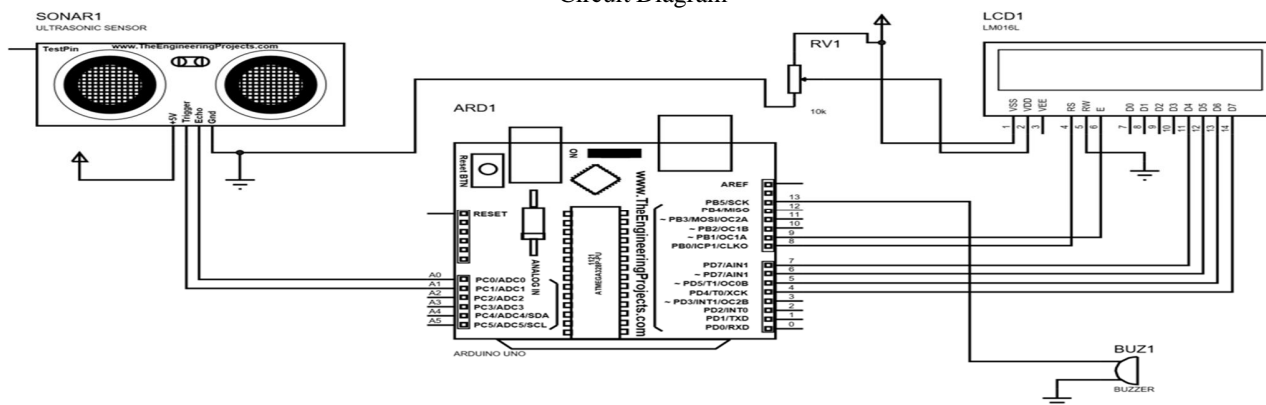 Circuit Diagram
SONAR1
ULTRASONIC SENSOR
TestPin
www.TheEngineeringProjects.com
+5V
Trigger
Echo
Gnd
RV1
10k
LCD1
LM016L
VSS
VDD
VEE
RS
RW
E
D0
D1
D2
D3
D4
D5
D6
D7
1
2
3
4
5
6
7
8
9
10
11
12
13
14
ARD1
Reset BTN
ON
www.TheEngineeringProjects.com
RESET
ANALOG IN
1121
ATMEGA328P-PU
A0 PC0/ADC0
A1 PC1/ADC1
A2 PC2/ADC2
A3 PC3/ADC3
A4 PC4/ADC4/SDA
A5 PC5/ADC5/SCL
AREF
PB5/SCK 13
PB4/MISO 12
~ PB3/MOSI/OC2A 11
~ PB2/OC1B 10
~ PB1/OC1A 9
PB0/ICP1/CLKO 8
PD7/AIN1 7
~ PD7/AIN1 6
~ PD5/T1/OC0B 5
PD4/T0/XCK 4
~ PD3/INT1/OC2B 3
PD2/INT0 2
PD1/TXD 1
PD0/RXD 0
ARDUINO UNO
BUZ1
BUZZER